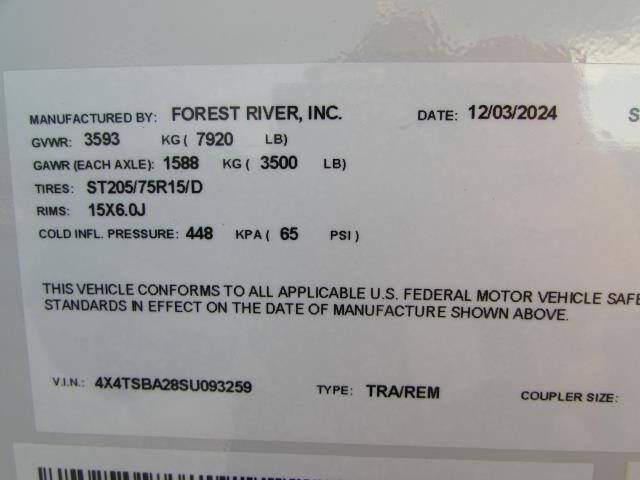 MANUFACTURED BY: FOREST RIVER, INC. DATE: 12/03/2024 S
GVWR: 3593 KG ( 7920 LB)
GAWR (EACH AXLE): 1588 KG ( 3500 LB)
TIRES: ST205/75R15/D
RIMS: 15X6.0J
COLD INFL. PRESSURE: 448 KPA ( 65 PSI )
THIS VEHICLE CONFORMS TO ALL APPLICABLE U.S. FEDERAL MOTOR VEHICLE SAFE
STANDARDS IN EFFECT ON THE DATE OF MANUFACTURE SHOWN ABOVE.
V.I.N.: 4X4TSBA28SU093259 TYPE: TRA/REM COUPLER SIZE: